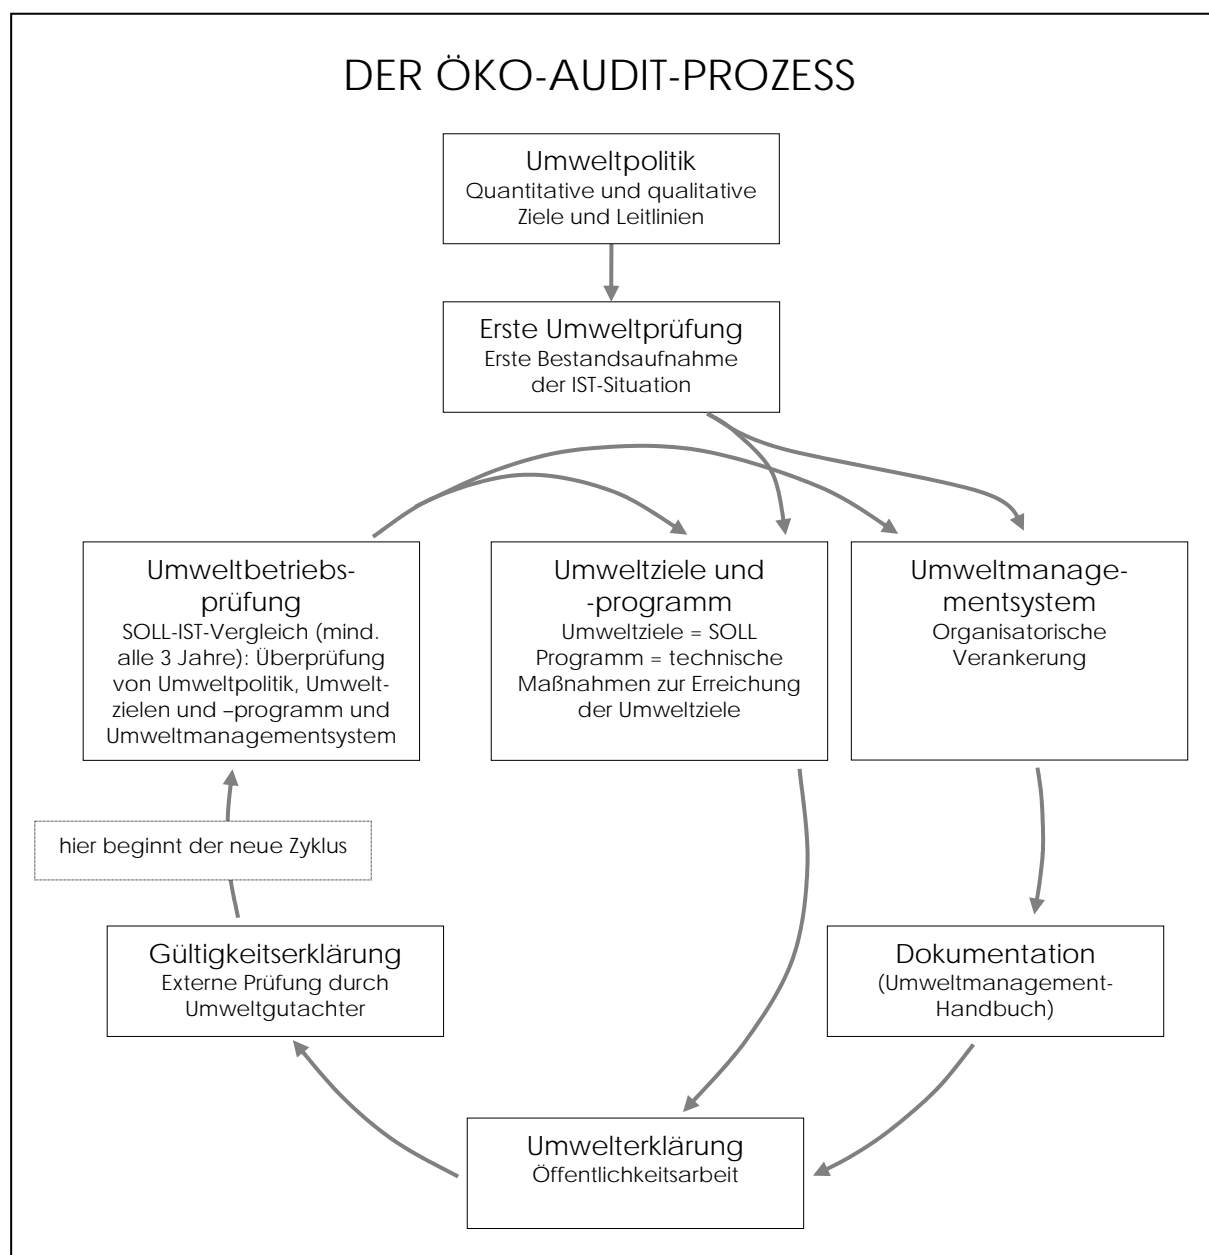 DER ÖKO-AUDIT-PROZESS
Umweltpolitik
Quantitative und qualitative
Ziele und Leitlinien
Erste Umweltprüfung
Erste Bestandsaufnahme
der IST-Situation
Umweltbetriebs-
prüfung
SOLL-IST-Vergleich (mind.
alle 3 Jahre): Überprüfung
von Umweltpolitik, Umwelt-
zielen und –programm und
Umweltmanagementsystem
Umweltziele und
-programm
Umweltziele = SOLL
Programm = technische
Maßnahmen zur Erreichung
der Umweltziele
Umweltmanage-
mentsystem
Organisatorische
Verankerung
hier beginnt der neue Zyklus
Gültigkeitserklärung
Externe Prüfung durch
Umweltgutachter
Dokumentation
(Umweltmanagement-
Handbuch)
Umwelterklärung
Öffentlichkeitsarbeit